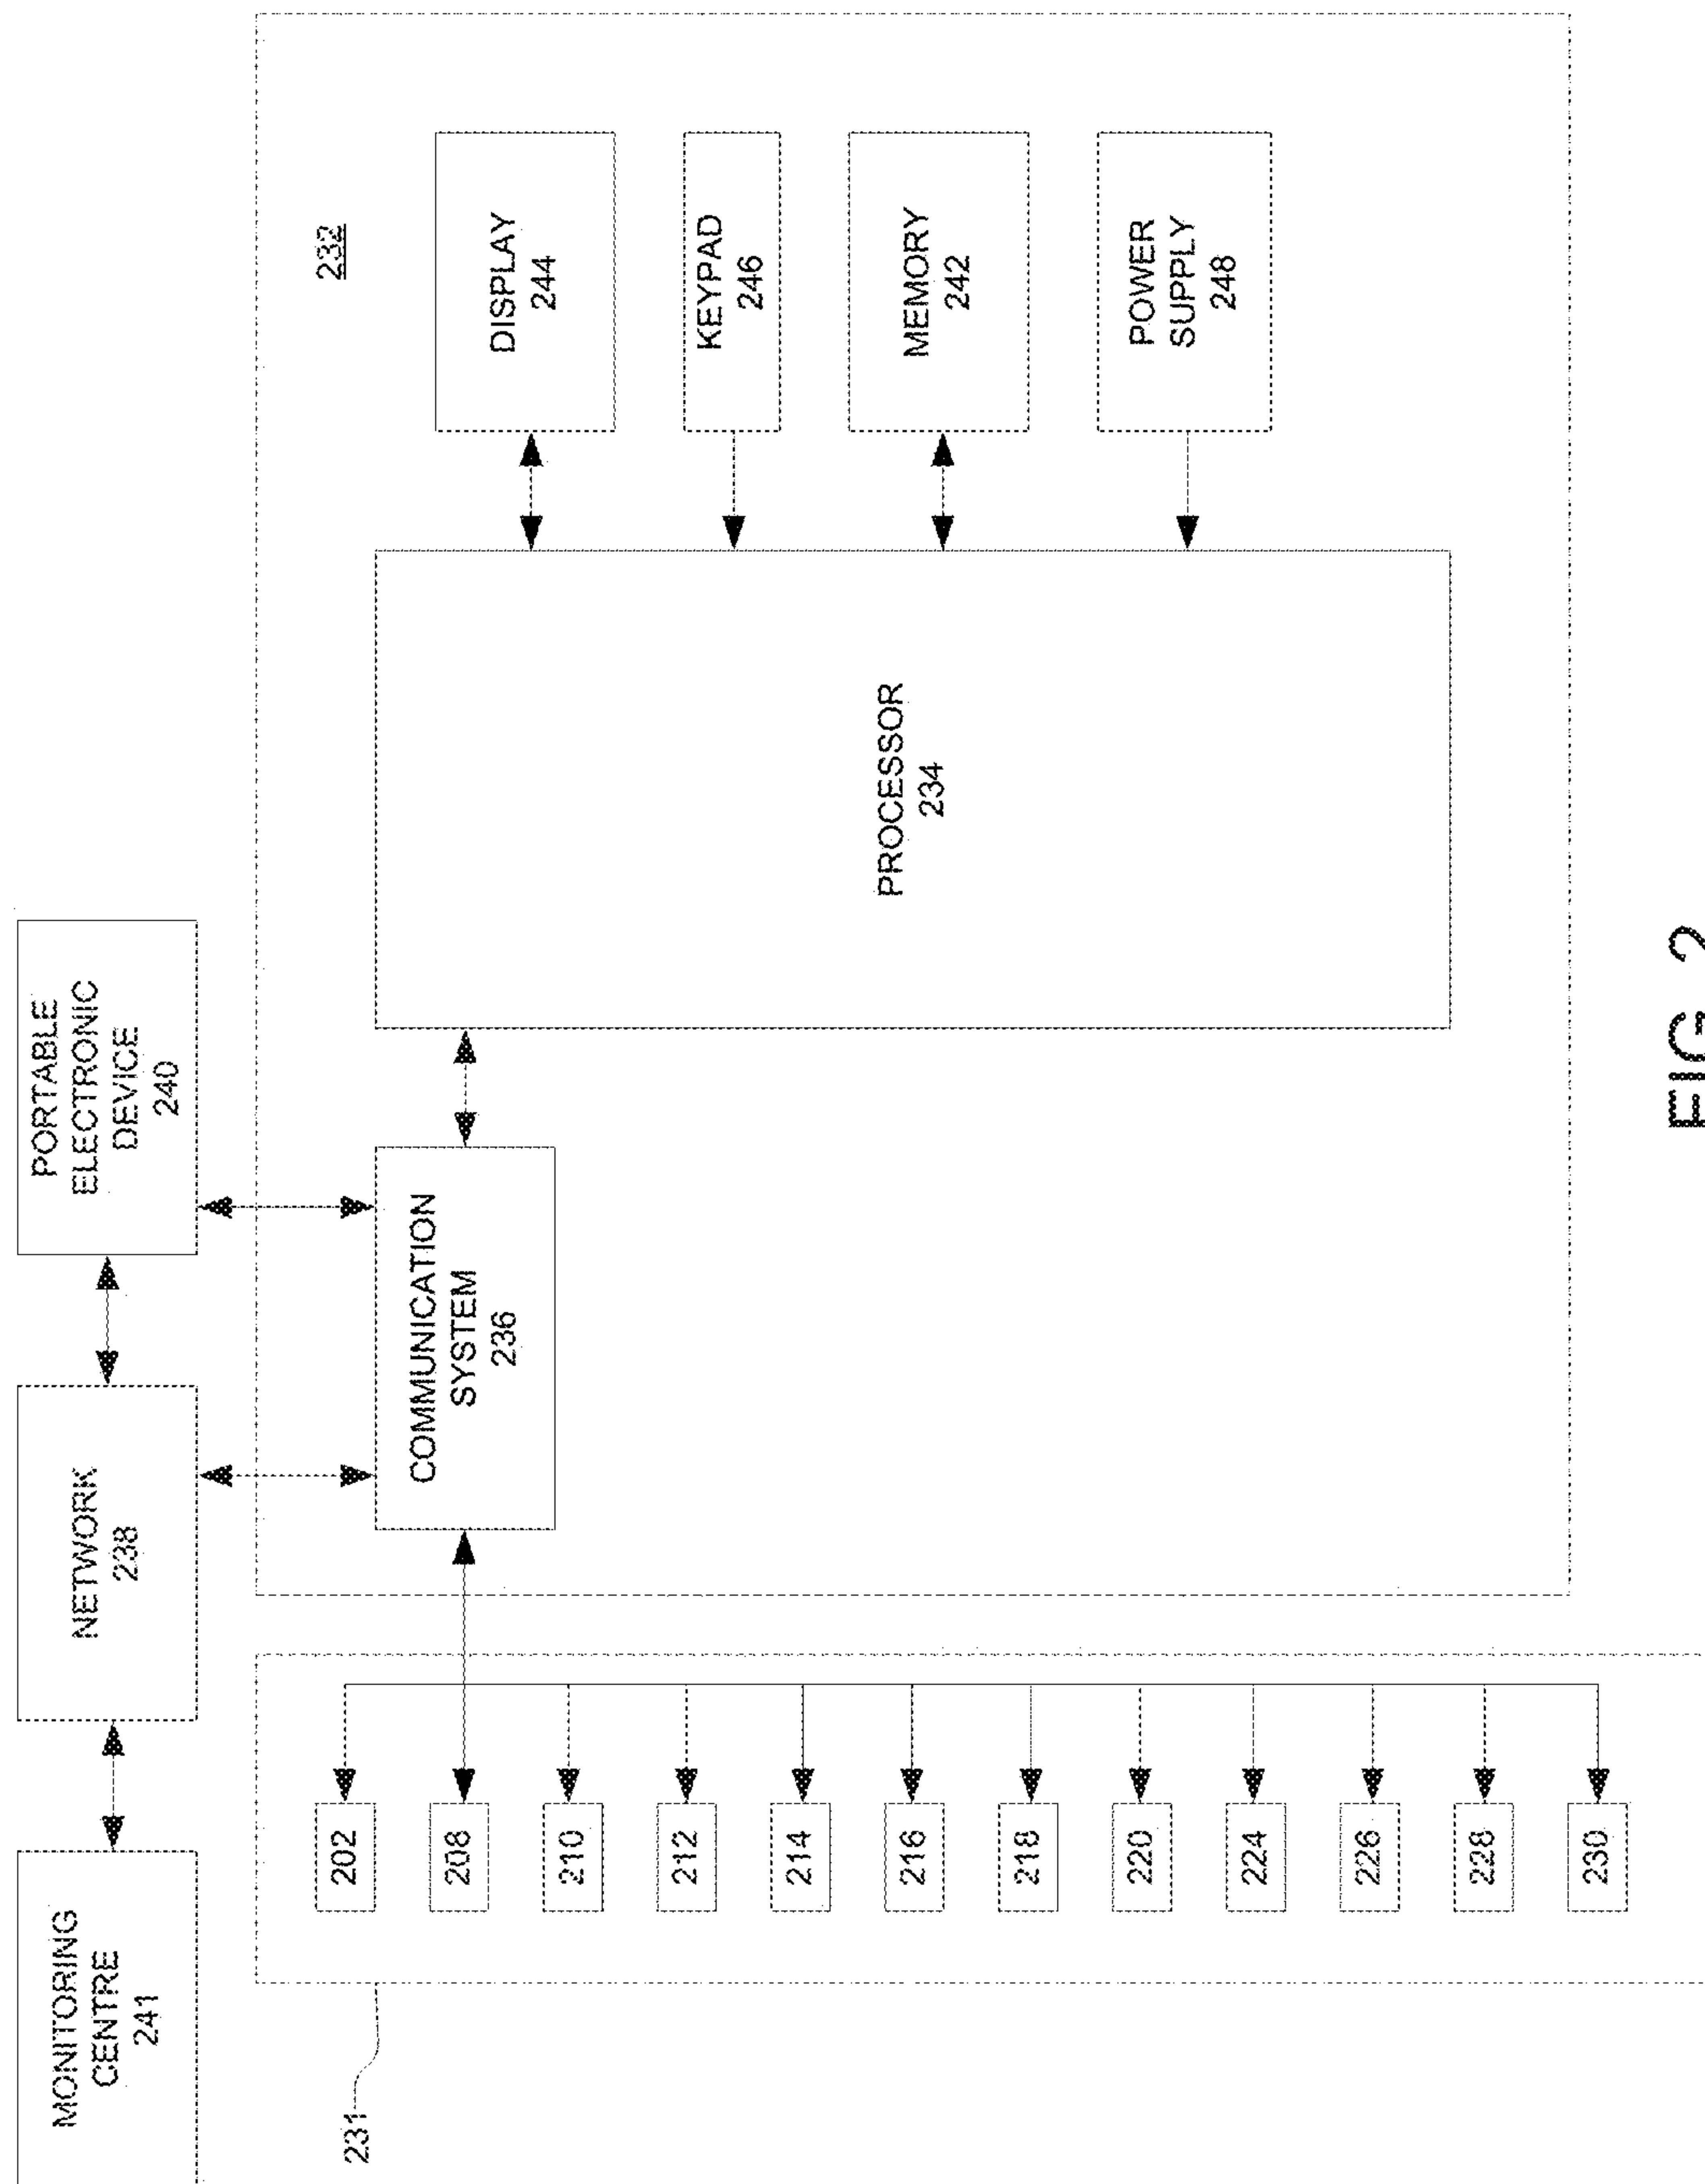 MONITORING
CENTRE
241
NETWORK
238
PORTABLE
ELECTRONIC
DEVICE
240
231
202
208
210
212
214
216
218
220
224
226
228
230
COMMUNICATION
SYSTEM
236
PROCESSOR
234
232
DISPLAY
244
KEYPAD
246
MEMORY
242
POWER
SUPPLY
248
FIG 2